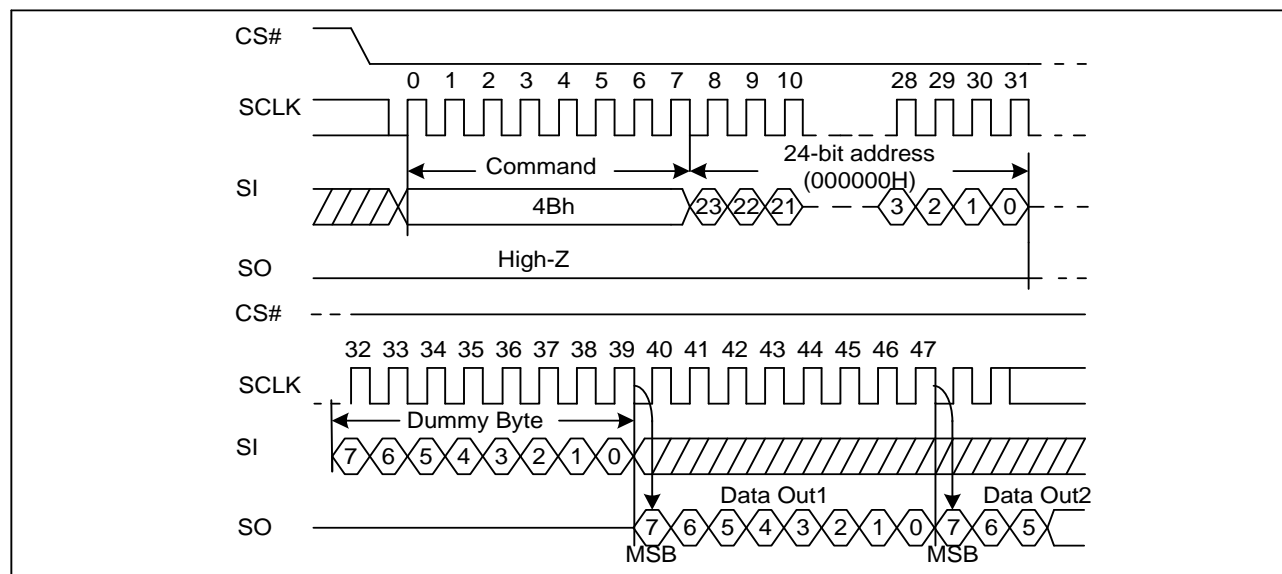 CS#
0 1 2 3 4 5 6 7 8 9 10 28 29 30 31
SCLK
Command
24-bit address
(000000H)
SI
4Bh
23 22 21 3 2 1 0
High-Z
SO
CS#
32 33 34 35 36 37 38 39 40 41 42 43 44 45 46 47
SCLK
Dummy Byte
SI
7 6 5 4 3 2 1 0
Data Out1 Data Out2
SO
7 6 5 4 3 2 1 0 7 6 5
MSB MSB